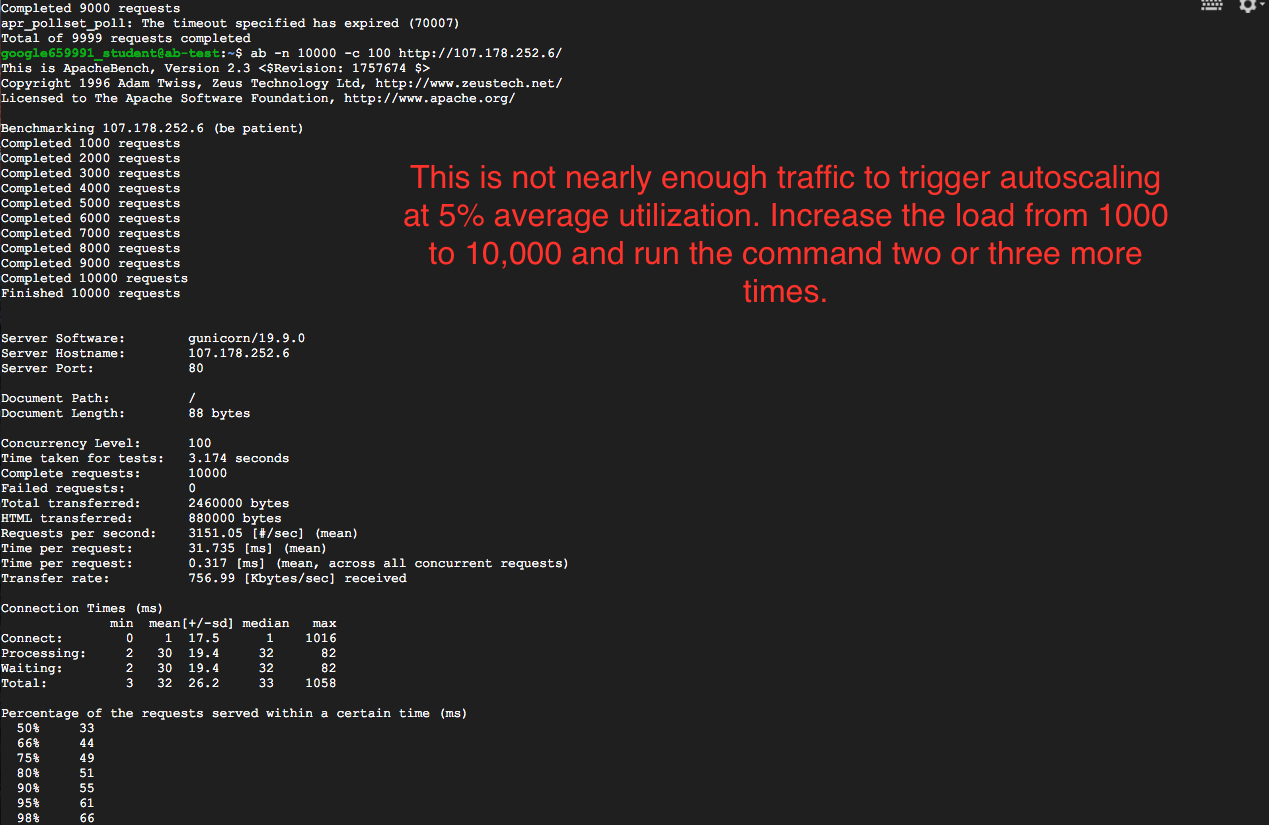 Completed 9000 requests
apr_pollset_poll: The timeout specified has expired (70007)
Total of 9999 requests completed
google659991_student@ab-test:~$ ab -n 10000 -c 100 http://107.178.252.6/
This is ApacheBench, Version 2.3 <$Revision: 1757674 $>
Copyright 1996 Adam Twiss, Zeus Technology Ltd, http://www.zeustech.net/
Licensed to The Apache Software Foundation, http://www.apache.org/
Benchmarking 107.178.252.6 (be patient)
Completed 1000 requests
Completed 2000 requests
Completed 3000 requests
Completed 4000 requests
Completed 5000 requests
Completed 6000 requests
Completed 7000 requests
Completed 8000 requests
Completed 9000 requests
Completed 10000 requests
Finished 10000 requests
This is not nearly enough traffic to trigger autoscaling
at 5% average utilization. Increase the load from 1000
to 10,000 and run the command two or three more
times.
Server Software:        gunicorn/19.9.0
Server Hostname:        107.178.252.6
Server Port:            80
Document Path:          /
Document Length:        88 bytes
Concurrency Level:      100
Time taken for tests:   3.174 seconds
Complete requests:      10000
Failed requests:        0
Total transferred:      2460000 bytes
HTML transferred:       880000 bytes
Requests per second:    3151.05 [#/sec] (mean)
Time per request:       31.735 [ms] (mean)
Time per request:       0.317 [ms] (mean, across all concurrent requests)
Transfer rate:          756.99 [Kbytes/sec] received
Connection Times (ms)
              min  mean[+/-sd] median   max
Connect:        0    1  17.5      1    1016
Processing:     2   30  19.4     32      82
Waiting:        2   30  19.4     32      82
Total:          3   32  26.2     33    1058
Percentage of the requests served within a certain time (ms)
  50%     33
  66%     44
  75%     49
  80%     51
  90%     55
  95%     61
  98%     66